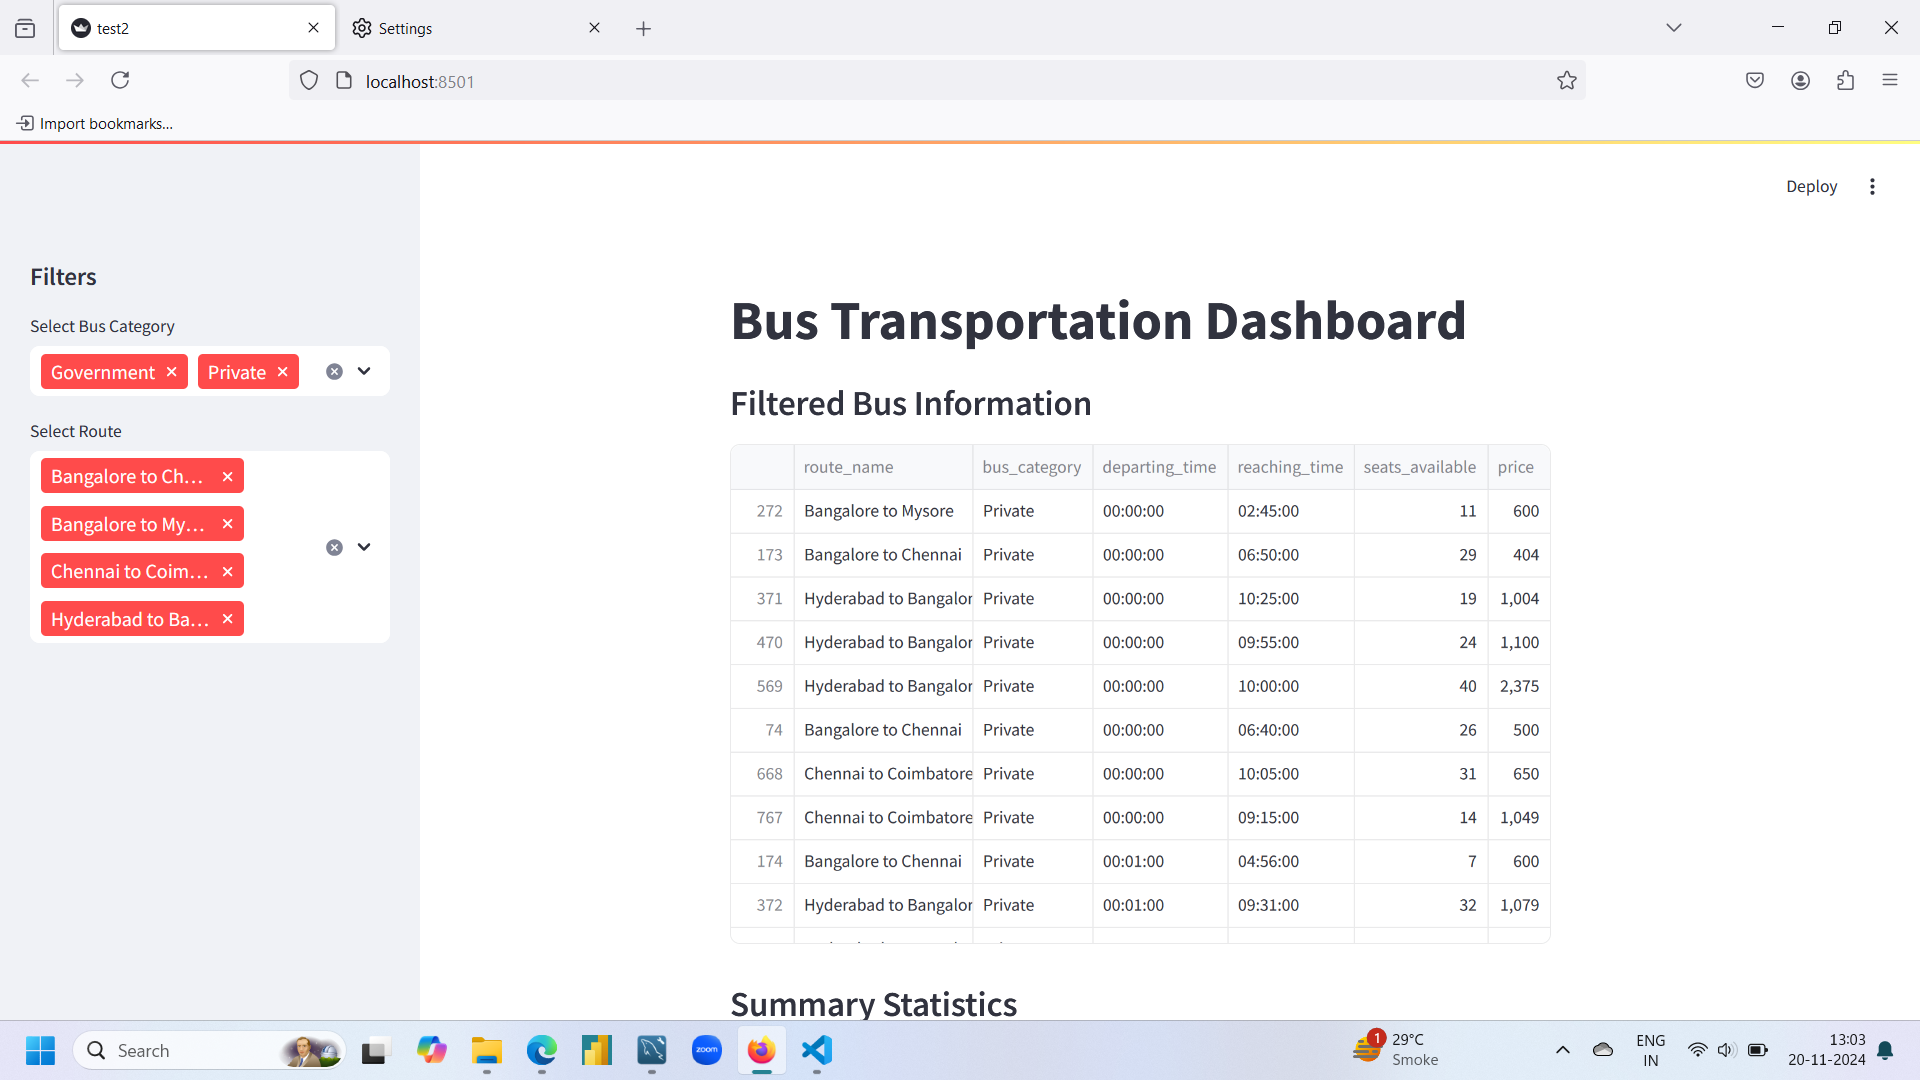 test2
Settings
localhost:8501
Import bookmarks...
Deploy
Filters
Select Bus Category
Government
Private
Select Route
Bangalore to Ch...
Bangalore to My...
Chennai to Coim...
Hyderabad to Ba...
Bus Transportation Dashboard
Filtered Bus Information
route_name bus_category departing_time reaching_time seats_available price
272 Bangalore to Mysore Private 00:00:00 02:45:00 11 600
173 Bangalore to Chennai Private 00:00:00 06:50:00 29 404
371 Hyderabad to Bangalor Private 00:00:00 10:25:00 19 1,004
470 Hyderabad to Bangalor Private 00:00:00 09:55:00 24 1,100
569 Hyderabad to Bangalor Private 00:00:00 10:00:00 40 2,375
74 Bangalore to Chennai Private 00:00:00 06:40:00 26 500
668 Chennai to Coimbatore Private 00:00:00 10:05:00 31 650
767 Chennai to Coimbatore Private 00:00:00 09:15:00 14 1,049
174 Bangalore to Chennai Private 00:01:00 04:56:00 7 600
372 Hyderabad to Bangalor Private 00:01:00 09:31:00 32 1,079
Summary Statistics
Search
zoom
1
29°C
Smoke
ENG
IN
13:03
20-11-2024